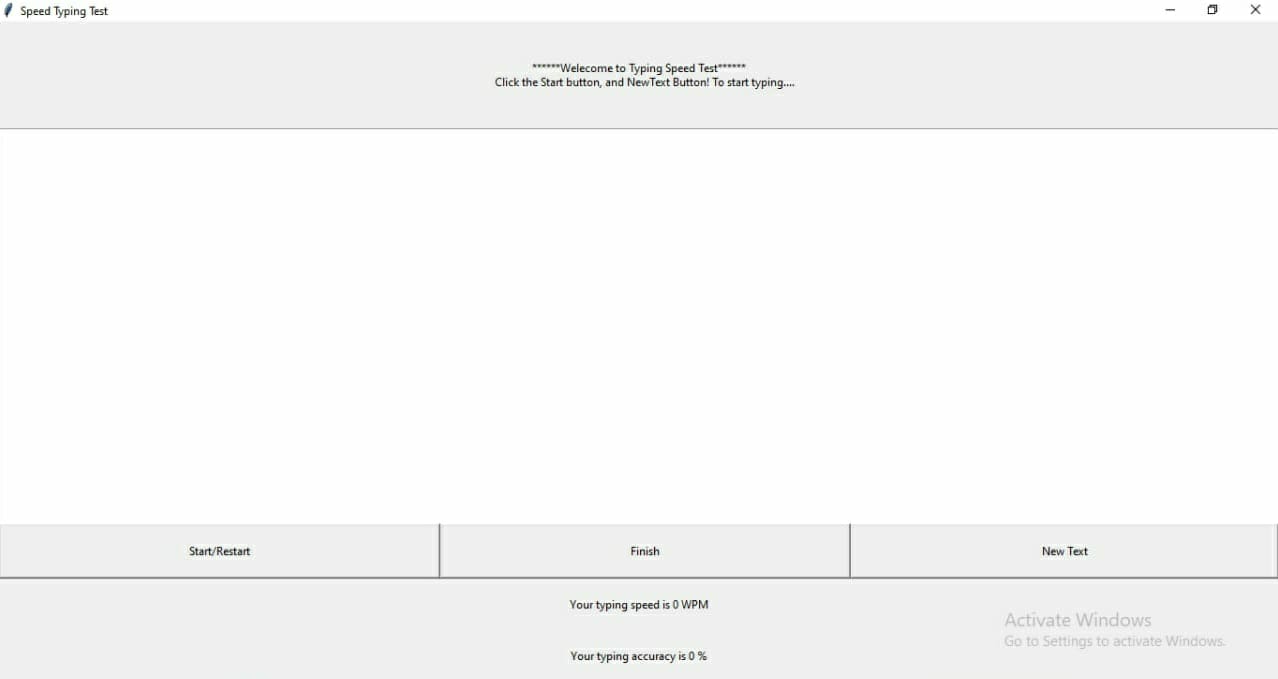 Speed Typing Test
******Welecome to Typing Speed Test******
Click the Start button, and NewText Button! To start typing....
Start/Restart
Finish
New Text
Your typing speed is 0 WPM
Activate Windows
Go to Settings to activate Windows.
Your typing accuracy is 0 %